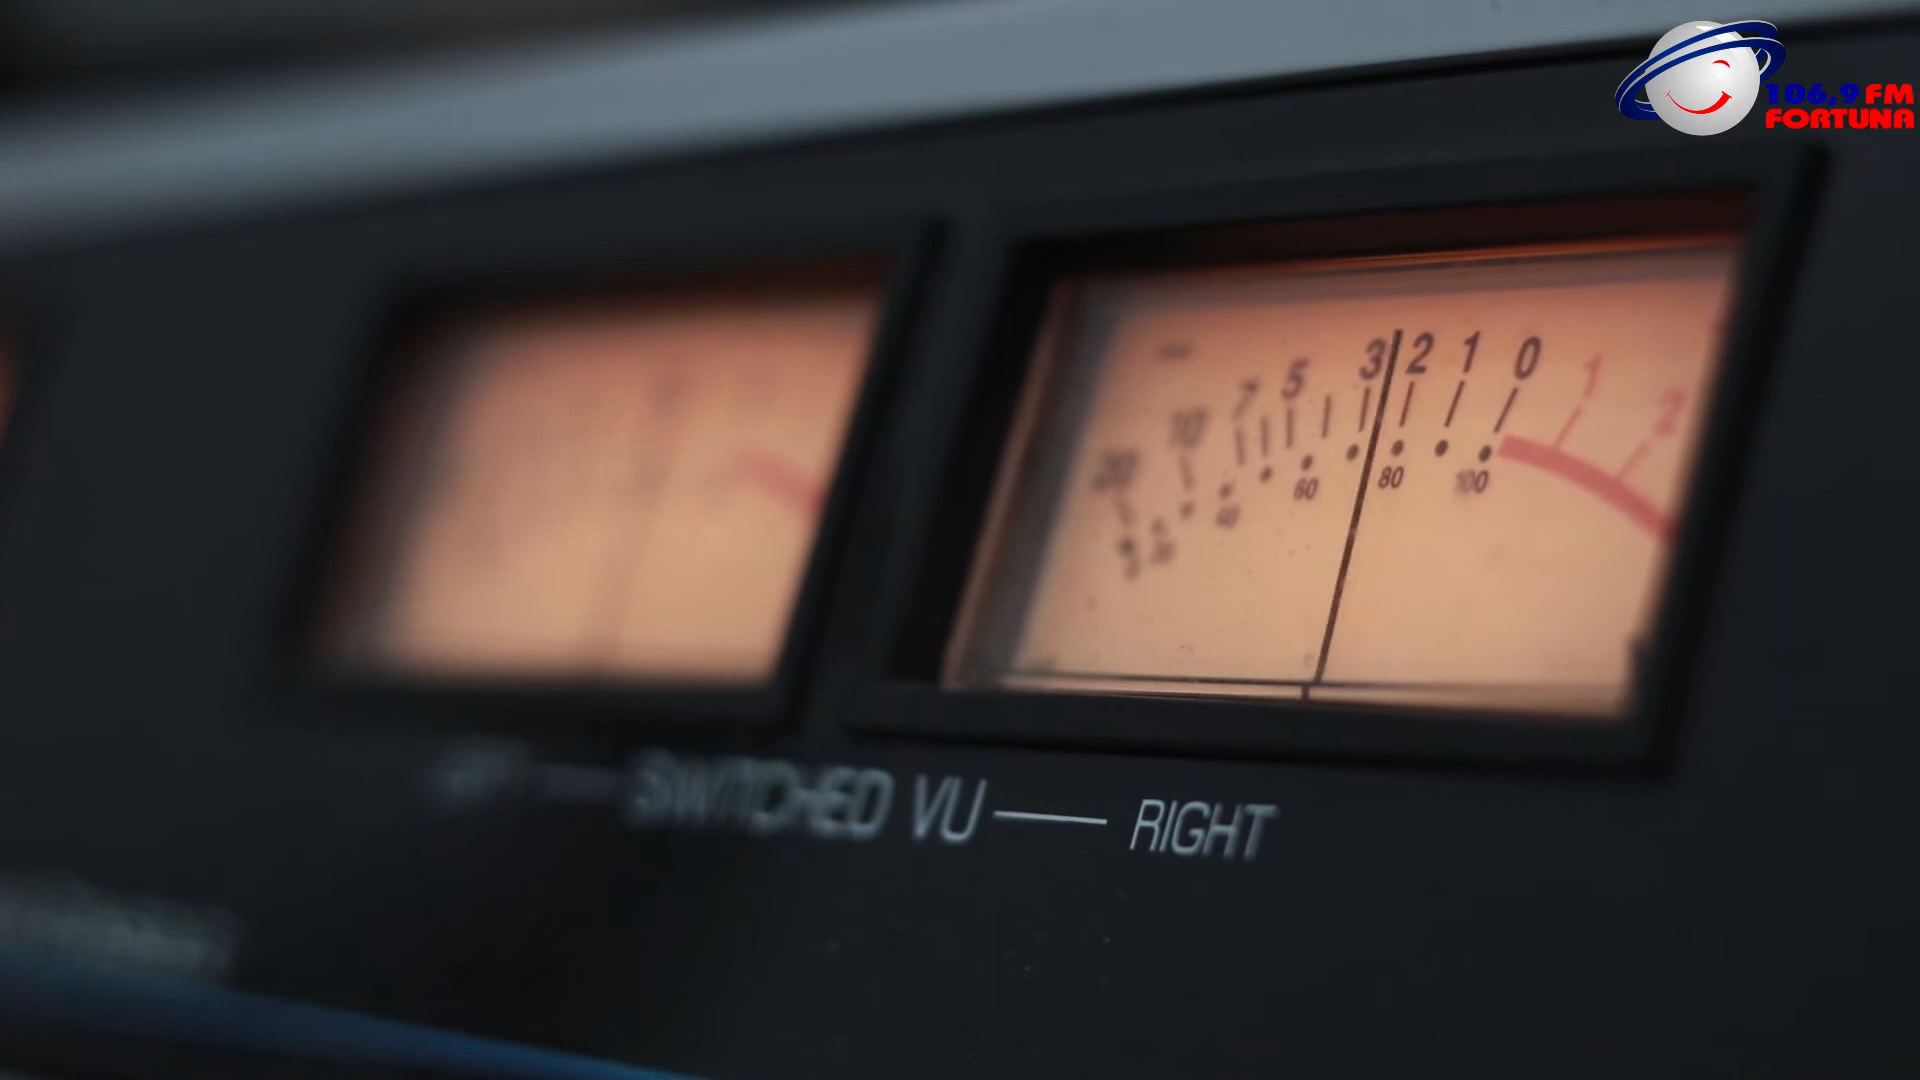 106,9 FM
FORTUNA
20 10 7 5 3 2 1 0 1 2
40 60 80 100
SWITCHED VU — RIGHT